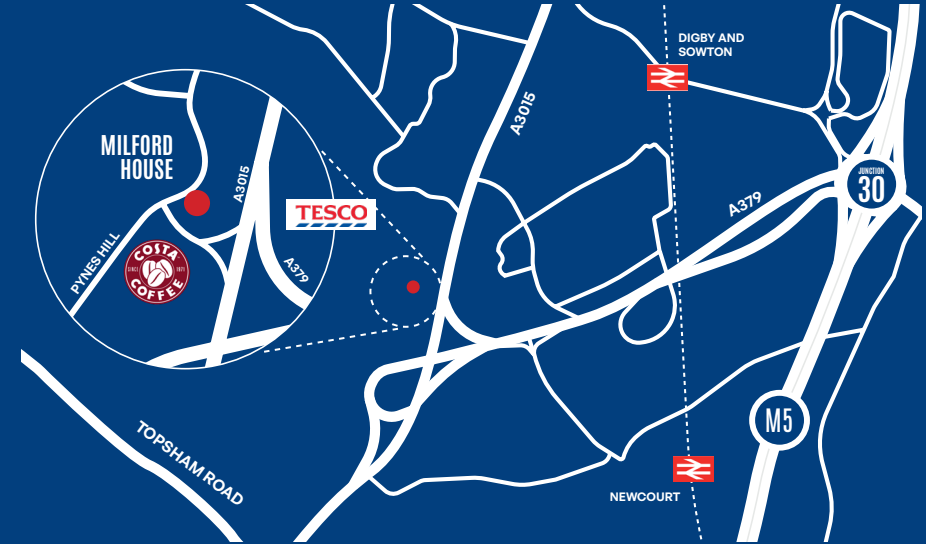 DIGBY AND
SOWTON
A3015
MILFORD
HOUSE
A3015
JUNCTION
30
A379
TESCO
PYNES HILL
COSTA
SINCE 1971
COFFEE
A379
M5
TOPSHAM ROAD
NEWCOURT